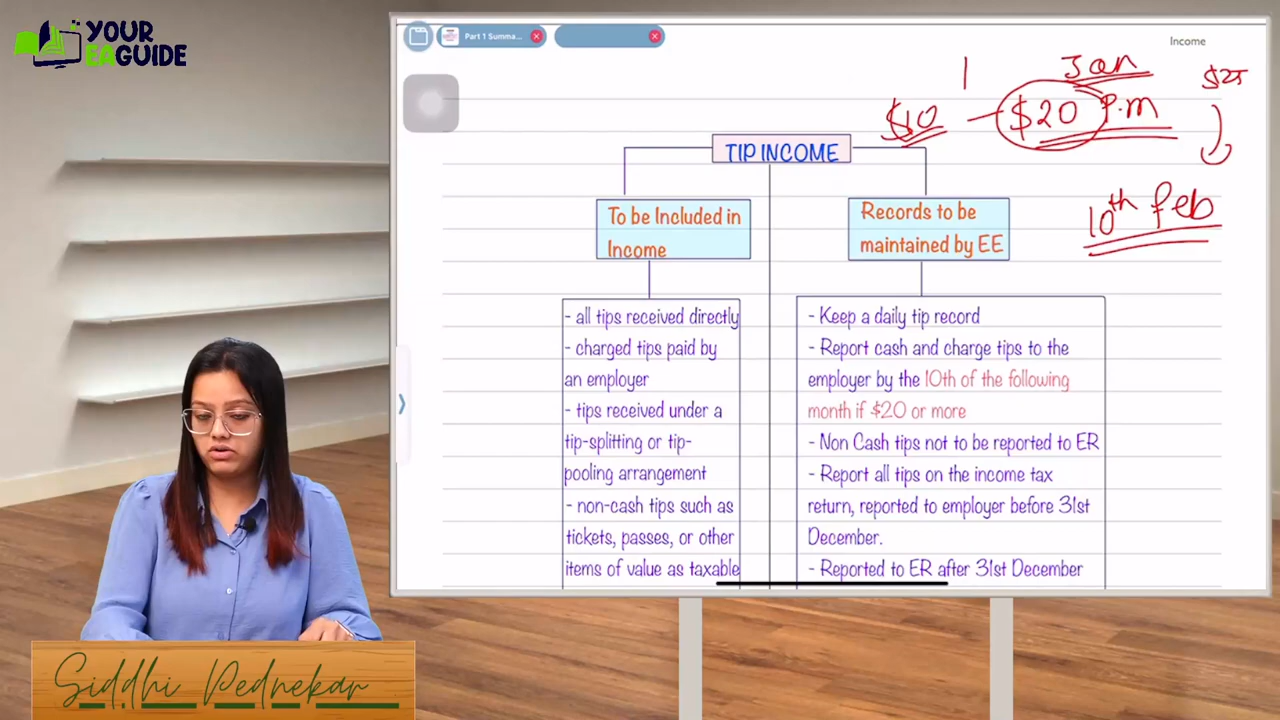 YOUR
EAGUIDE
Part 1 Summa...
Income
Jan
$10 - $20 P.m
$25
10th Feb
TIP INCOME
To be Included in
Income
- all tips received directly
- charged tips paid by
an employer
- tips received under a
tip-splitting or tip-
pooling arrangement
- non-cash tips such as
tickets, passes, or other
items of value as taxable
Records to be
maintained by EE
- Keep a daily tip record
- Report cash and charge tips to the
employer by the 10th of the following
month if $20 or more
- Non Cash tips not to be reported to ER
- Report all tips on the income tax
return, reported to employer before 31st
December.
- Reported to ER after 31st December
Siddhi Pednekar